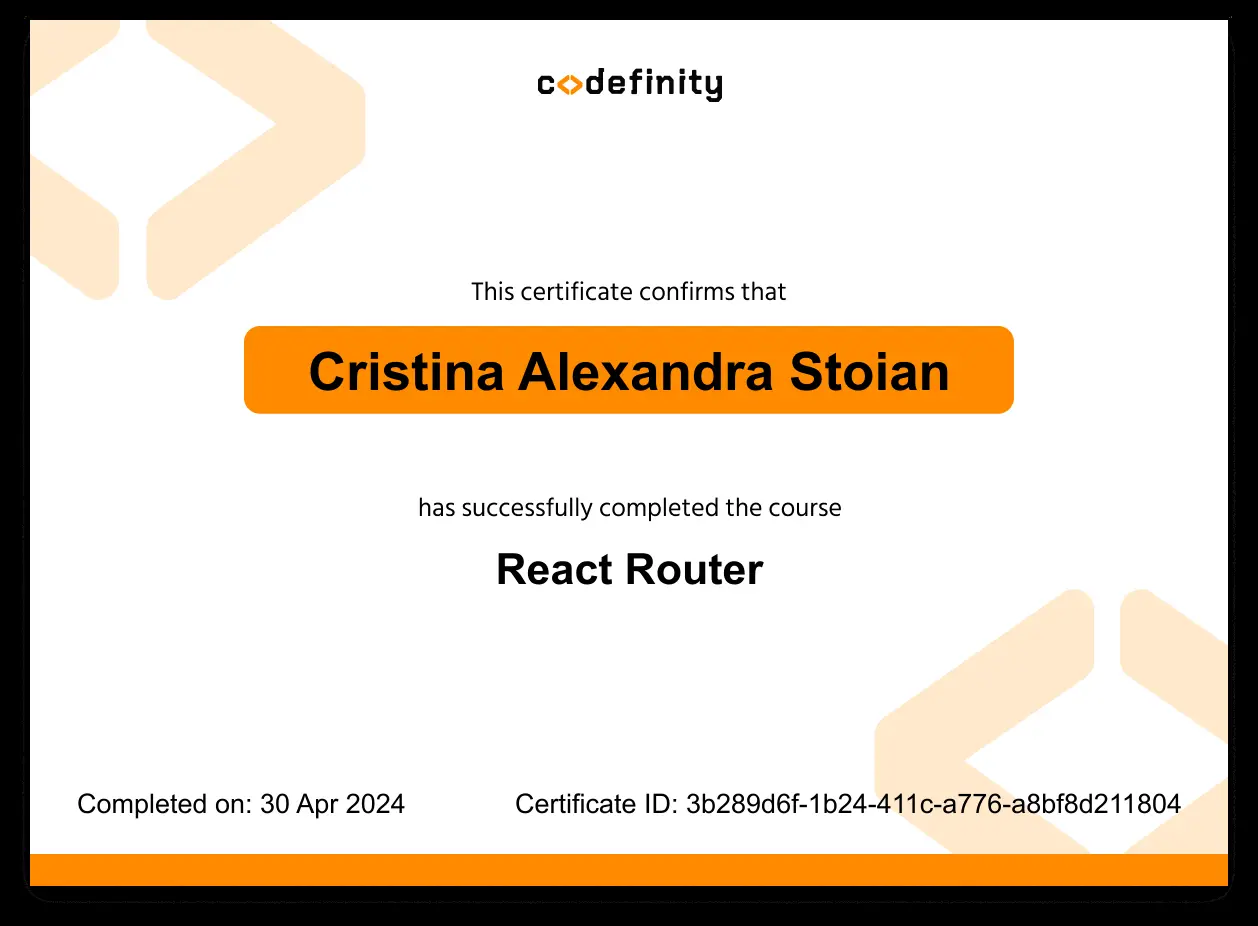 codefinity
This certificate confirms that
Cristina Alexandra Stoian
has successfully completed the course
React Router
Completed on: 30 Apr 2024
Certificate ID: 3b289d6f-1b24-411c-a776-a8bf8d211804